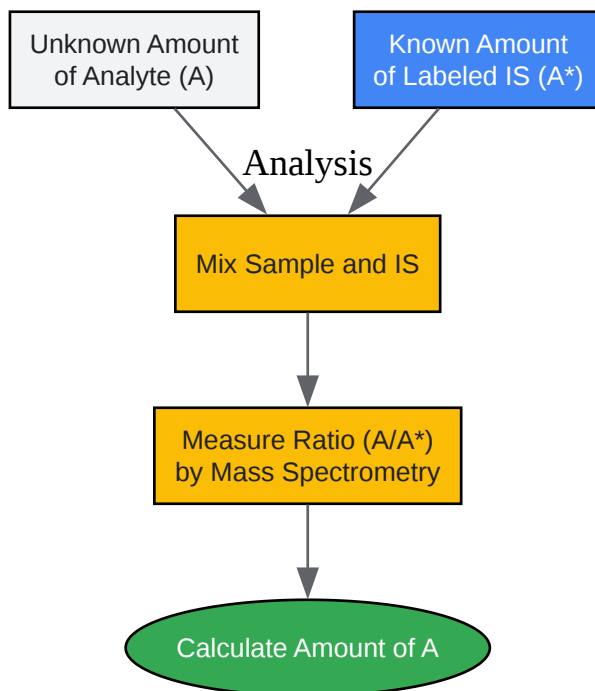 Unknown Amount
of Analyte (A)
Known Amount
of Labeled IS (A*)
Analysis
Mix Sample and IS
Measure Ratio (A/A*)
by Mass Spectrometry
Calculate Amount of A